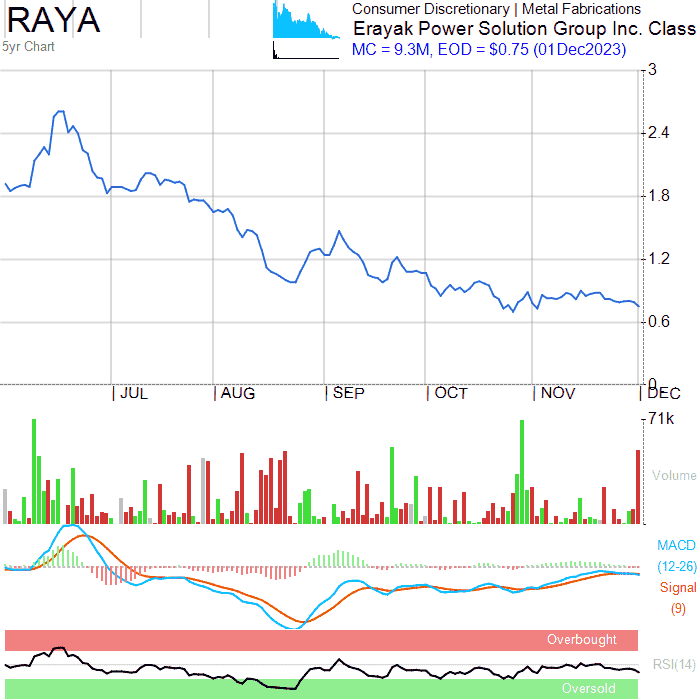 RAYA
5yr Chart
Consumer Discretionary | Metal Fabrications
Erayak Power Solution Group Inc. Class
MC = 9.3M, EOD = $0.75 (01Dec2023)
3
2.4
1.8
1.2
0.6
0
JUL AUG SEP OCT NOV DEC
71k
Volume
MACD
(12-26)
Signal
(9)
Overbought
RSI(14)
Oversold